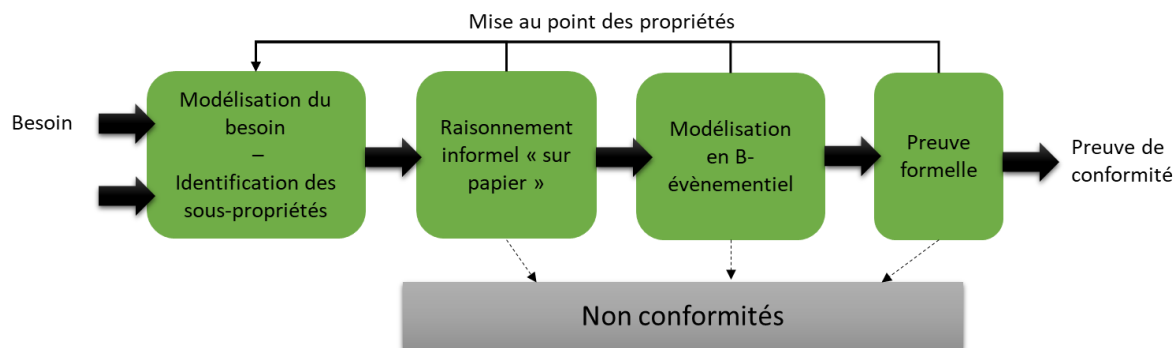 Mise au point des propriétés
Besoin
Modélisation du
besoin
–
Identification des
sous-propriétés
Raisonnement
informel « sur
papier »
Modélisation
en B-
évènementiel
Preuve
formelle
Preuve de
conformité
Non conformités